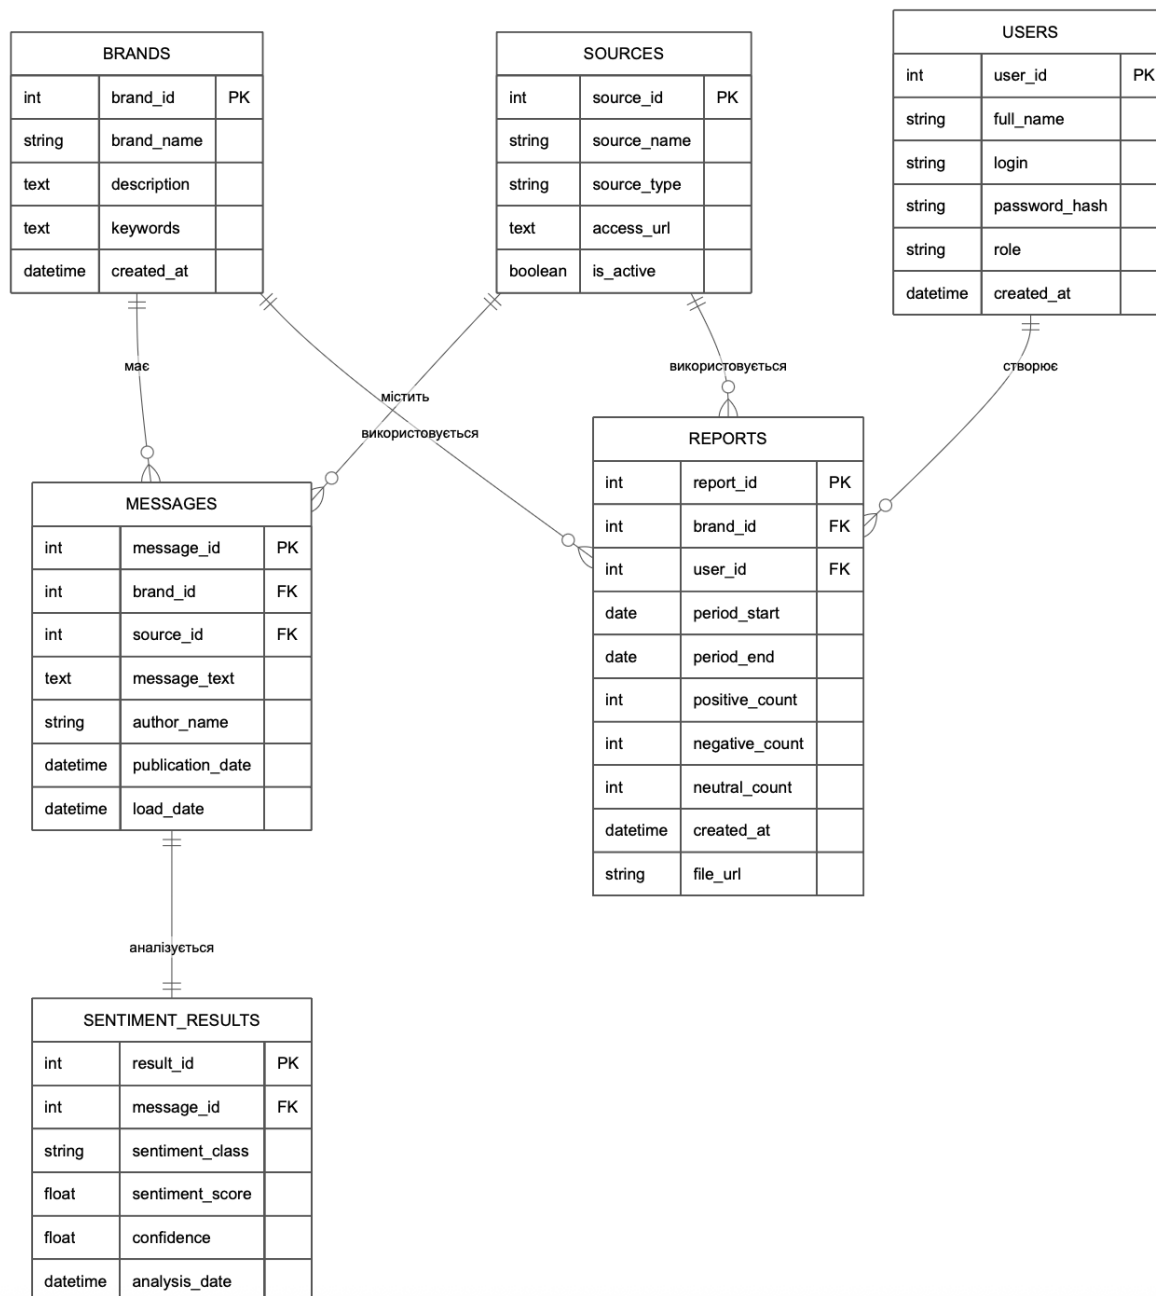 BRANDS
int brand_id PK
string brand_name
text description
text keywords
datetime created_at
SOURCES
int source_id PK
string source_name
string source_type
text access_url
boolean is_active
USERS
int user_id PK
string full_name
string login
string password_hash
string role
datetime created_at
має
містить
використовується
використовується
створює
MESSAGES
int message_id PK
int brand_id FK
int source_id FK
text message_text
string author_name
datetime publication_date
datetime load_date
REPORTS
int report_id PK
int brand_id FK
int user_id FK
date period_start
date period_end
int positive_count
int negative_count
int neutral_count
datetime created_at
string file_url
аналізується
SENTIMENT_RESULTS
int result_id PK
int message_id FK
string sentiment_class
float sentiment_score
float confidence
datetime analysis_date